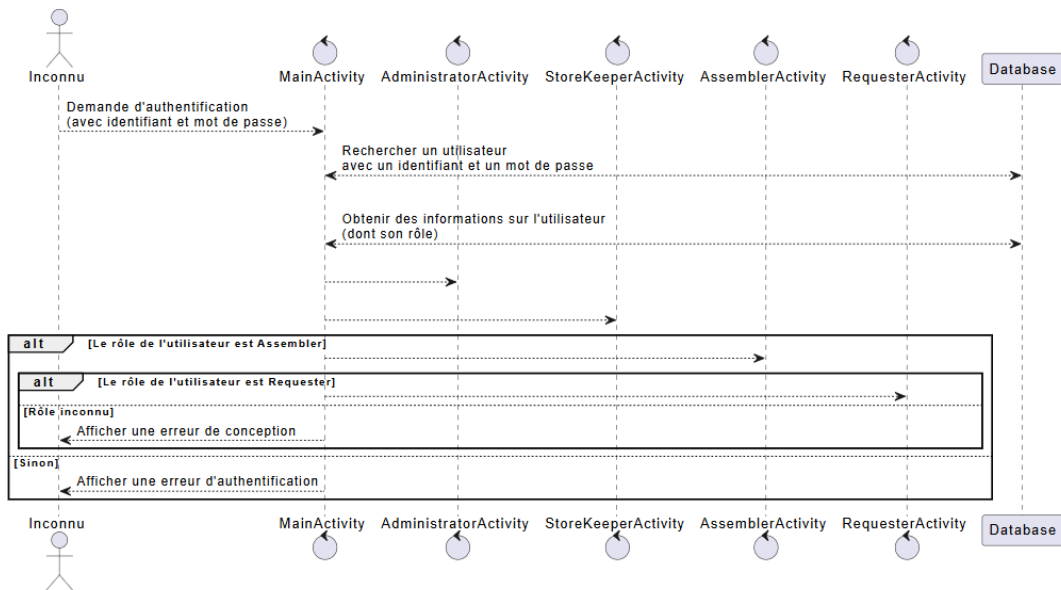 Inconnu
MainActivity
AdministratorActivity
StoreKeeperActivity
AssemblerActivity
RequesterActivity
Database
Demande d'authentification
(avec identifiant et mot de passe)
Rechercher un utilisateur
avec un identifiant et un mot de passe
Obtenir des informations sur l'utilisateur
(dont son rôle)
alt
[Le rôle de l'utilisateur est Assembler]
alt
[Le rôle de l'utilisateur est Requester]
[Rôle inconnu]
Afficher une erreur de conception
[Sinon]
Afficher une erreur d'authentification
Inconnu
MainActivity
AdministratorActivity
StoreKeeperActivity
AssemblerActivity
RequesterActivity
Database